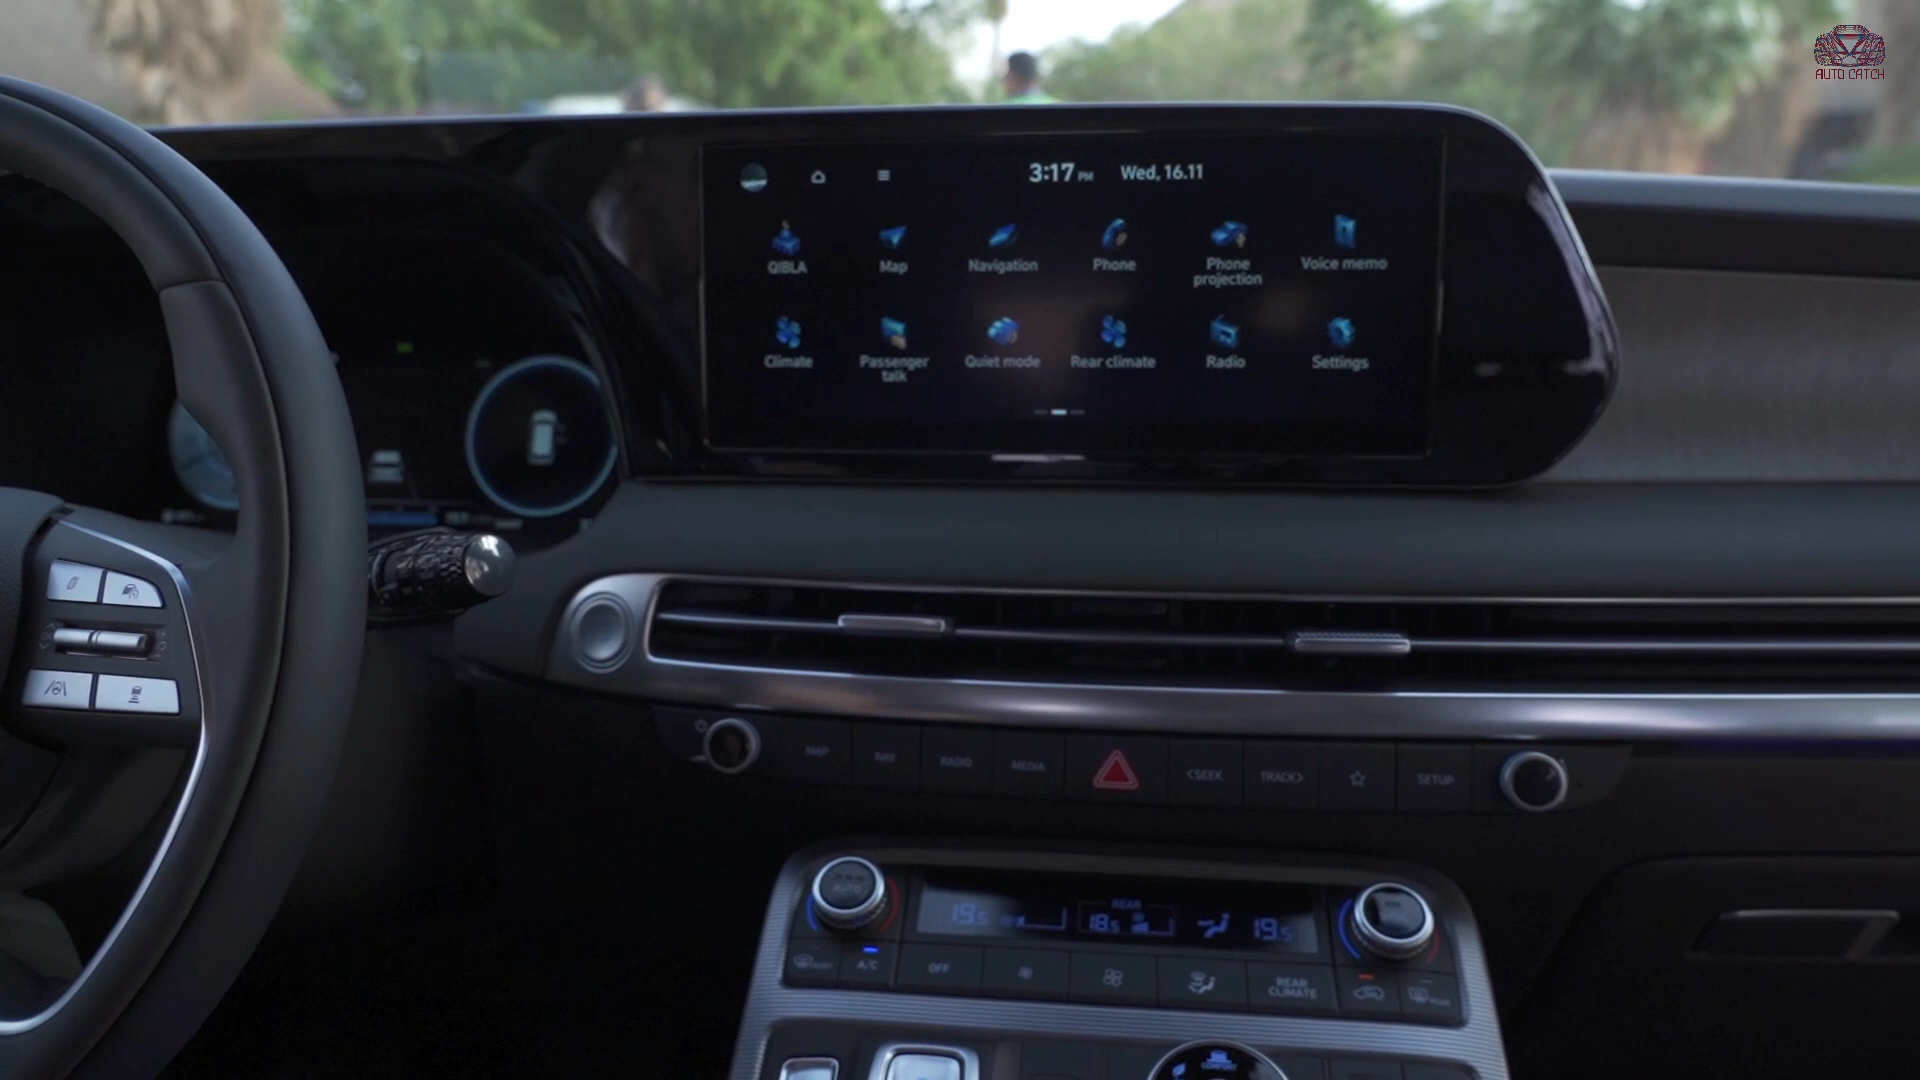 AUTO CATCH
3:17 PM Wed, 16.11
QIBLA
Map
Navigation
Phone
Phone
projection
Voice memo
Climate
Passenger
talk
Quiet mode
Rear climate
Radio
Settings
MAP
NAV
RADIO
MEDIA
<SEEK
TRACK>
SETUP
19.5
REAR
18.5
19.5
A/C
OFF
REAR
CLIMATE
COMFORT